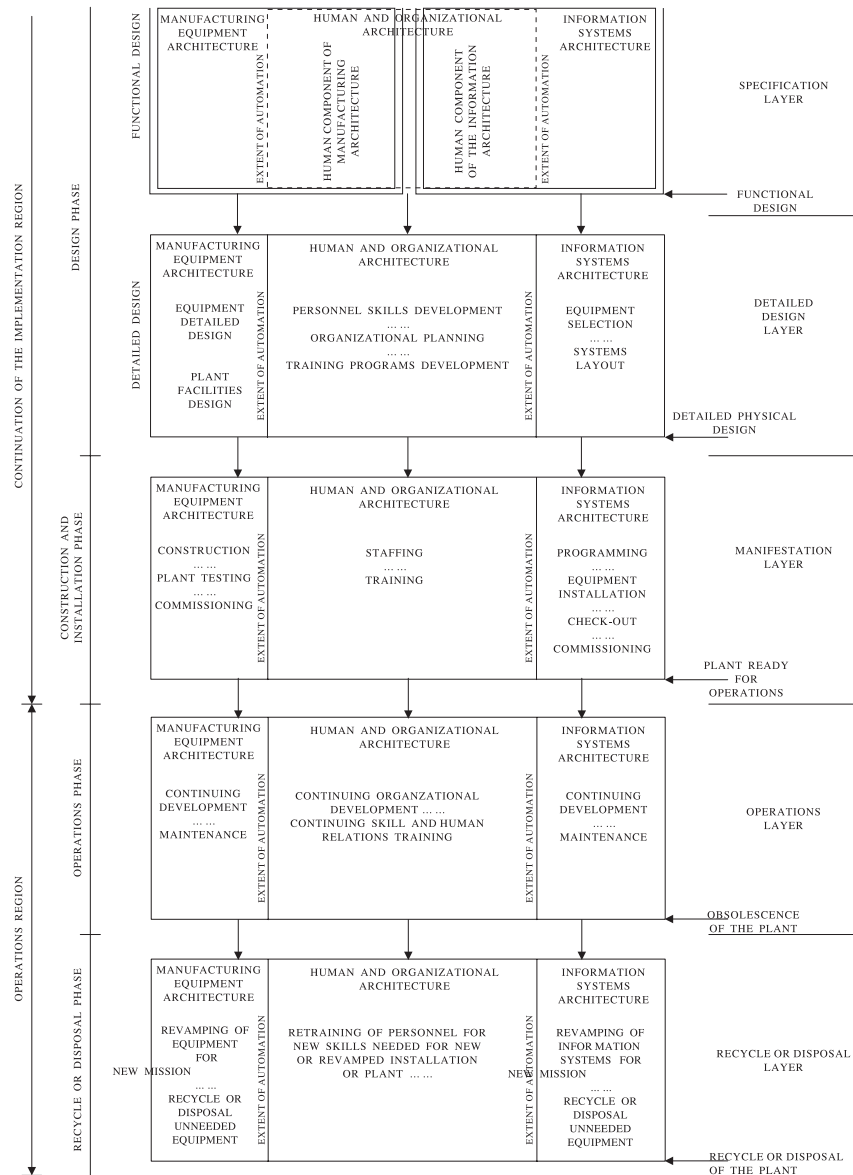 CONTINUATION OF THE IMPLEMENTATION REGION
DESIGN PHASE
FUNCTIONAL DESIGN
MANUFACTURING
EQUIPMENT
ARCHITECTURE
EXTENT OF AUTOMATION
HUMAN AND ORGANIZATIONAL
ARCHITECTURE
HUMAN COMPONENT OF
MANUFACTURING
ARCHITECTURE
HUMAN COMPONENT
OF THE INFORMATION
ARCHITECTURE
INFORMATION
SYSTEMS
ARCHITECTURE
EXTENT OF AUTOMATION
SPECIFICATION
LAYER
FUNCTIONAL
DESIGN
DETAILED DESIGN
MANUFACTURING
EQUIPMENT
ARCHITECTURE
EQUIPMENT
DETAILED
DESIGN
PLANT
FACILITIES
DESIGN
EXTENT OF AUTOMATION
HUMAN AND ORGANIZATIONAL
ARCHITECTURE
PERSONNEL SKILLS DEVELOPMENT
... ...
ORGANIZATIONAL PLANNING
... ...
TRAINING PROGRAMS DEVELOPMENT
EXTENT OF AUTOMATION
INFORMATION
SYSTEMS
ARCHITECTURE
EQUIPMENT
SELECTION
... ...
SYSTEMS
LAYOUT
DETAILED
DESIGN
LAYER
DETAILED PHYSICAL
DESIGN
CONSTRUCTION AND
INSTALLATION PHASE
MANUFACTURING
EQUIPMENT
ARCHITECTURE
CONSTRUCTION
... ...
PLANT TESTING
... ...
COMMISSIONING
EXTENT OF AUTOMATION
HUMAN AND ORGANIZATIONAL
ARCHITECTURE
STAFFING
... ...
TRAINING
EXTENT OF AUTOMATION
INFORMATION
SYSTEMS
ARCHITECTURE
PROGRAMMING
... ...
EQUIPMENT
INSTALLATION
... ...
CHECK-OUT
... ...
COMMISSIONING
MANIFESTATION
LAYER
PLANT READY
FOR
OPERATIONS
OPERATIONS REGION
OPERATIONS PHASE
MANUFACTURING
EQUIPMENT
ARCHITECTURE
CONTINUING
DEVELOPMENT
... ...
MAINTENANCE
EXTENT OF AUTOMATION
HUMAN AND ORGANIZATIONAL
ARCHITECTURE
CONTINUING ORGANZATIONAL
DEVELOPMENT ... ...
CONTINUING SKILL AND HUMAN
RELATIONS TRAINING
EXTENT OF AUTOMATION
INFORMATION
SYSTEMS
ARCHITECTURE
CONTINUING
DEVELOPMENT
... ...
MAINTENANCE
OPERATIONS
LAYER
OBSOLESCENCE
OF THE PLANT
RECYCLE OR DISPOSAL PHASE
MANUFACTURING
EQUIPMENT
ARCHITECTURE
REVAMPING OF
EQUIPMENT
FOR
NEW MISSION
... ...
RECYCLE OR
DISPOSAL
UNNEEDED
EQUIPMENT
EXTENT OF AUTOMATION
HUMAN AND ORGANIZATIONAL
ARCHITECTURE
RETRAINING OF PERSONNEL FOR
NEW SKILLS NEEDED FOR NEW
OR REVAMPED INSTALLATION
OR PLANT ... ...
EXTENT OF AUTOMATION
INFORMATION
SYSTEMS
ARCHITECTURE
REVAMPING OF
INFORMATION
SYSTEMS FOR
NEW MISSION
... ...
RECYCLE OR
DISPOSAL
UNNEEDED
EQUIPMENT
RECYCLE OR DISPOSAL
LAYER
RECYCLE OR DISPOSAL
OF THE PLANT